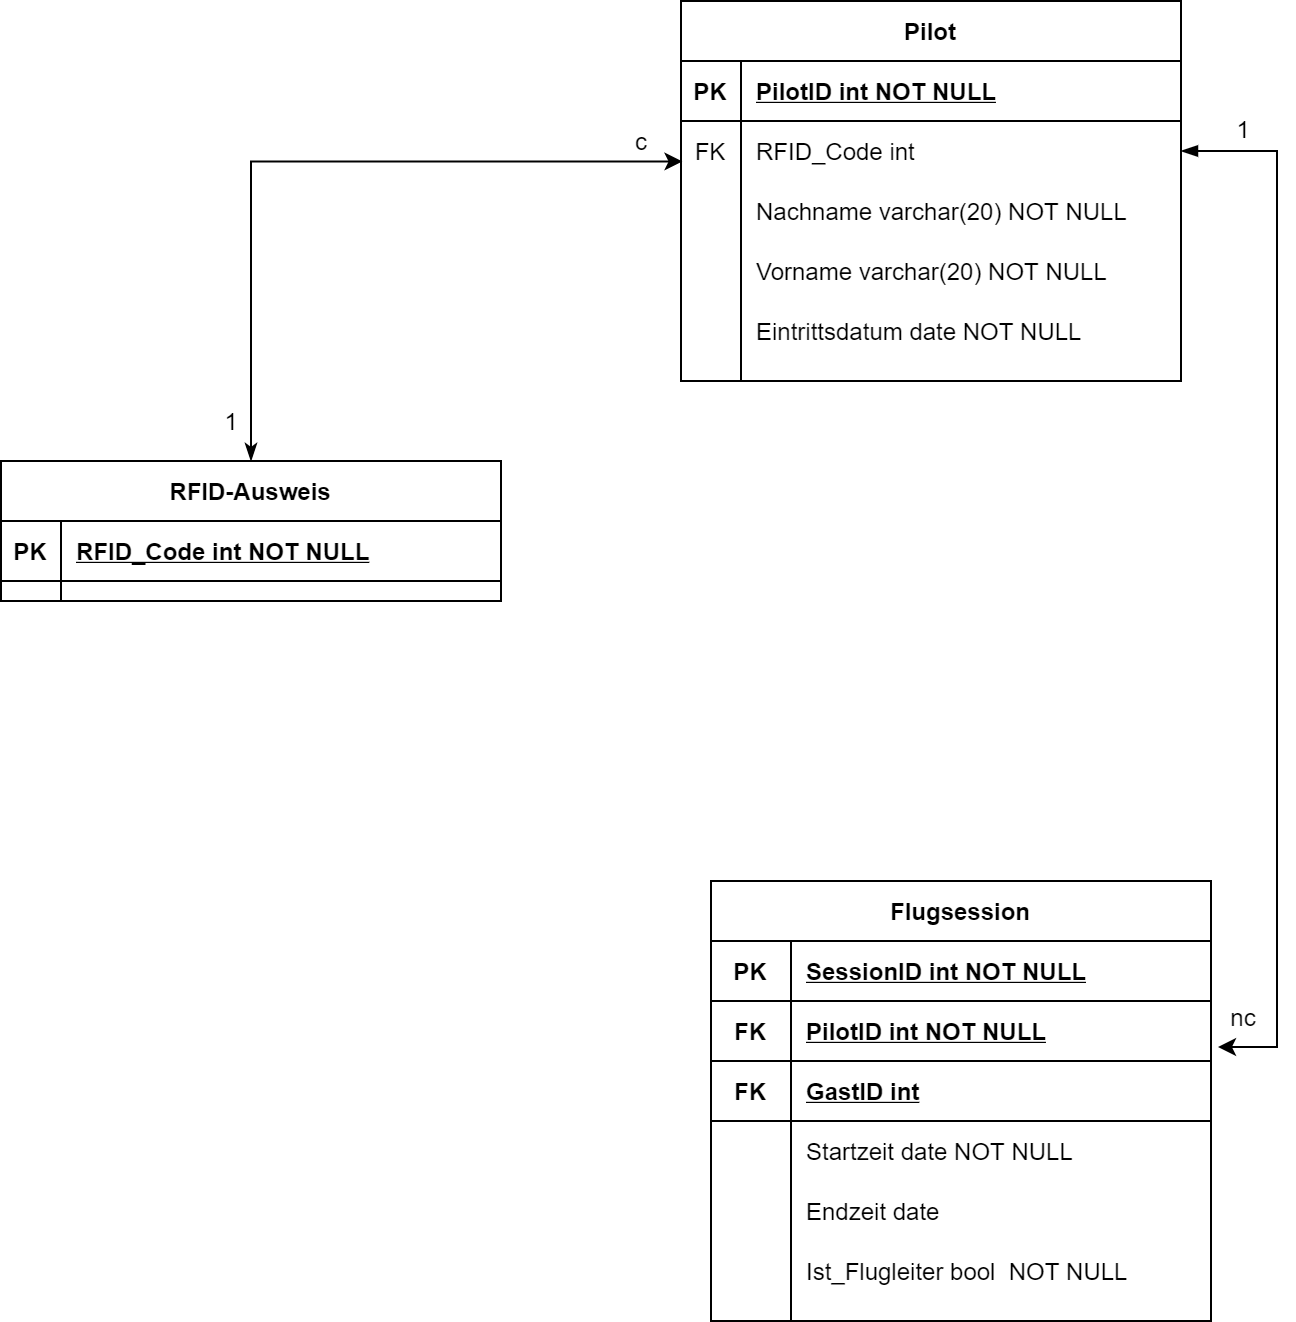 Pilot
PK PilotID int NOT NULL
FK RFID_Code int
Nachname varchar(20) NOT NULL
Vorname varchar(20) NOT NULL
Eintrittsdatum date NOT NULL
c
1
1
RFID-Ausweis
PK RFID_Code int NOT NULL
Flugsession
PK SessionID int NOT NULL
FK PilotID int NOT NULL
FK GastID int
Startzeit date NOT NULL
Endzeit date
Ist_Flugleiter bool  NOT NULL
nc